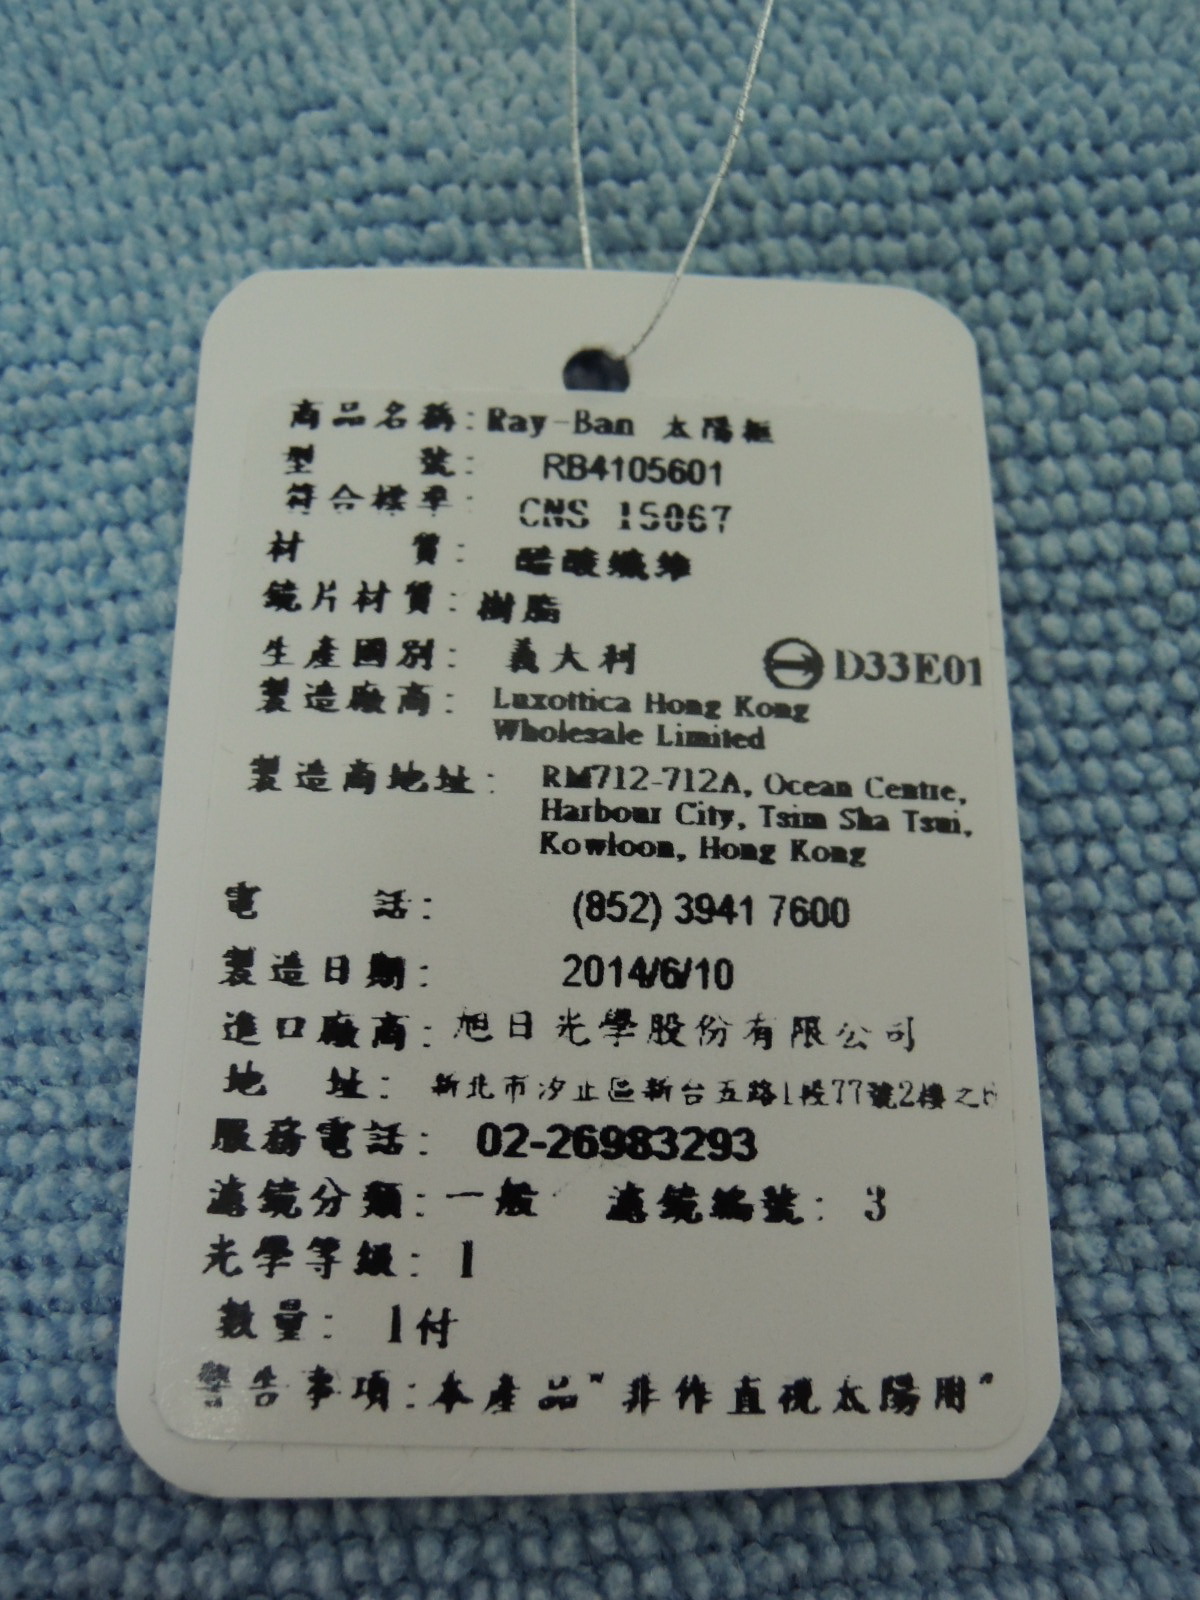 商品名稱: Ray-Ban 太陽眼鏡
型 號: RB4105601
符合標準: CNS 15067
材 質: 醋酸纖維
鏡片材質: 樹脂
生產國別: 義大利 D33E01
製造廠商: Luxottica Hong Kong
Wholesale Limited
製造商地址: RM712-712A, Ocean Centre,
Harbour City, Tsim Sha Tsui,
Kowloon, Hong Kong
電 話: (852) 3941 7600
製造日期: 2014/6/10
進口廠商: 旭日光學股份有限公司
地 址: 新北市汐止區新台五路1段77號2樓之6
服務電話: 02-26983293
濾鏡分類: 一般 濾鏡編號: 3
光學等級: 1
數量: 1付
警告事項: 本產品"非作直視太陽用"